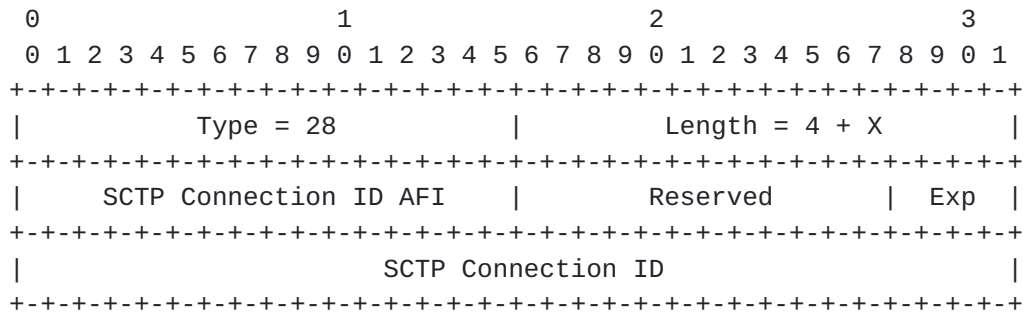 0                   1                   2                   3
 0 1 2 3 4 5 6 7 8 9 0 1 2 3 4 5 6 7 8 9 0 1 2 3 4 5 6 7 8 9 0 1
+-+-+-+-+-+-+-+-+-+-+-+-+-+-+-+-+-+-+-+-+-+-+-+-+-+-+-+-+-+-+-+-+
|           Type = 28           |         Length = 4 + X        |
+-+-+-+-+-+-+-+-+-+-+-+-+-+-+-+-+-+-+-+-+-+-+-+-+-+-+-+-+-+-+-+-+
|     SCTP Connection ID AFI    |        Reserved       |  Exp  |
+-+-+-+-+-+-+-+-+-+-+-+-+-+-+-+-+-+-+-+-+-+-+-+-+-+-+-+-+-+-+-+-+
|                       SCTP Connection ID                      |
+-+-+-+-+-+-+-+-+-+-+-+-+-+-+-+-+-+-+-+-+-+-+-+-+-+-+-+-+-+-+-+-+